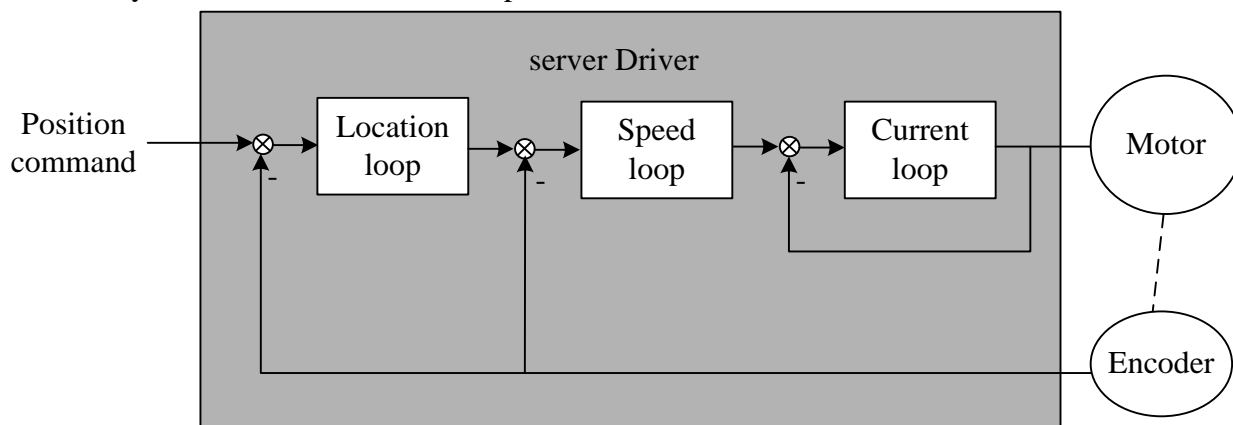 server Driver
Position
command
Location
loop
-
Speed
loop
-
Current
loop
-
Motor
Encoder